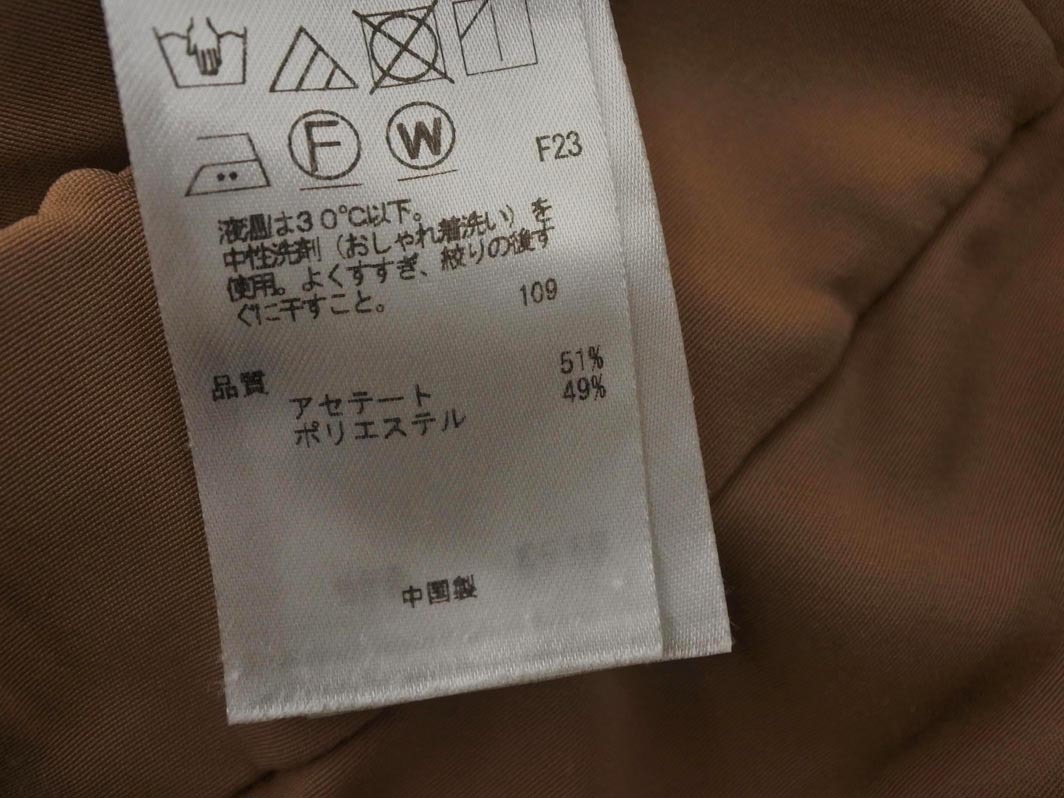 F
W
F23
液温は30℃以下。
中性洗剤(おしゃれ着洗い)を
使用。よくすすぎ、絞りの後す
ぐに干すこと。
109
品質
アセテート 51%
ポリエステル 49%
中国製